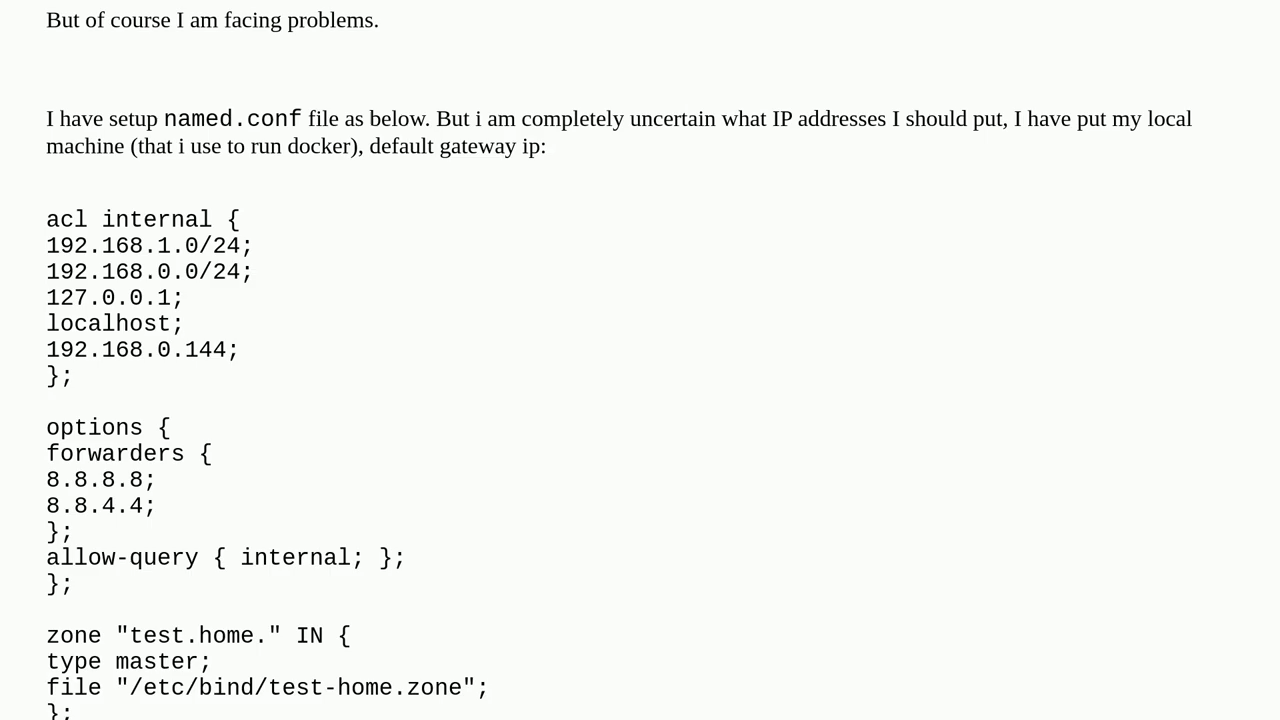 But of course I am facing problems.
I have setup named.conf file as below. But i am completely uncertain what IP addresses I should put, I have put my local
machine (that i use to run docker), default gateway ip:
acl internal {
192.168.1.0/24;
192.168.0.0/24;
127.0.0.1;
localhost;
192.168.0.144;
};
options {
forwarders {
8.8.8.8;
8.8.4.4;
};
allow-query { internal; };
};
zone "test.home." IN {
type master;
file "/etc/bind/test-home.zone";
};